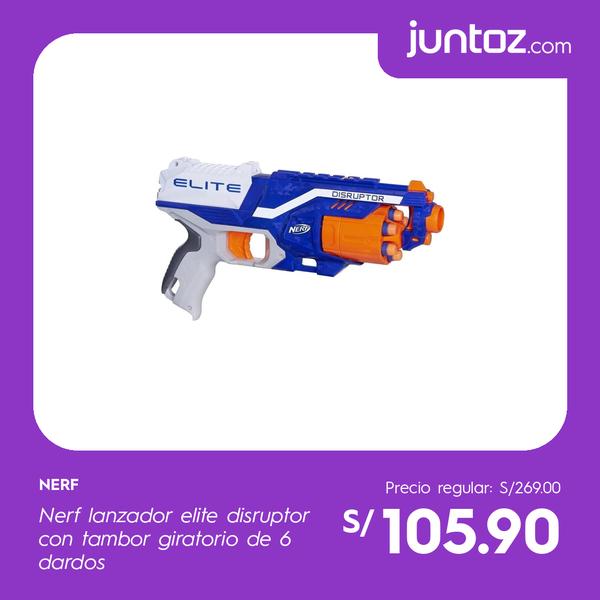 juntoz.com
ELITE
DISRUPTOR
NERF
NERF
Nerf lanzador elite disruptor
con tambor giratorio de 6
dardos
Precio regular: S/269.00
S/105.90